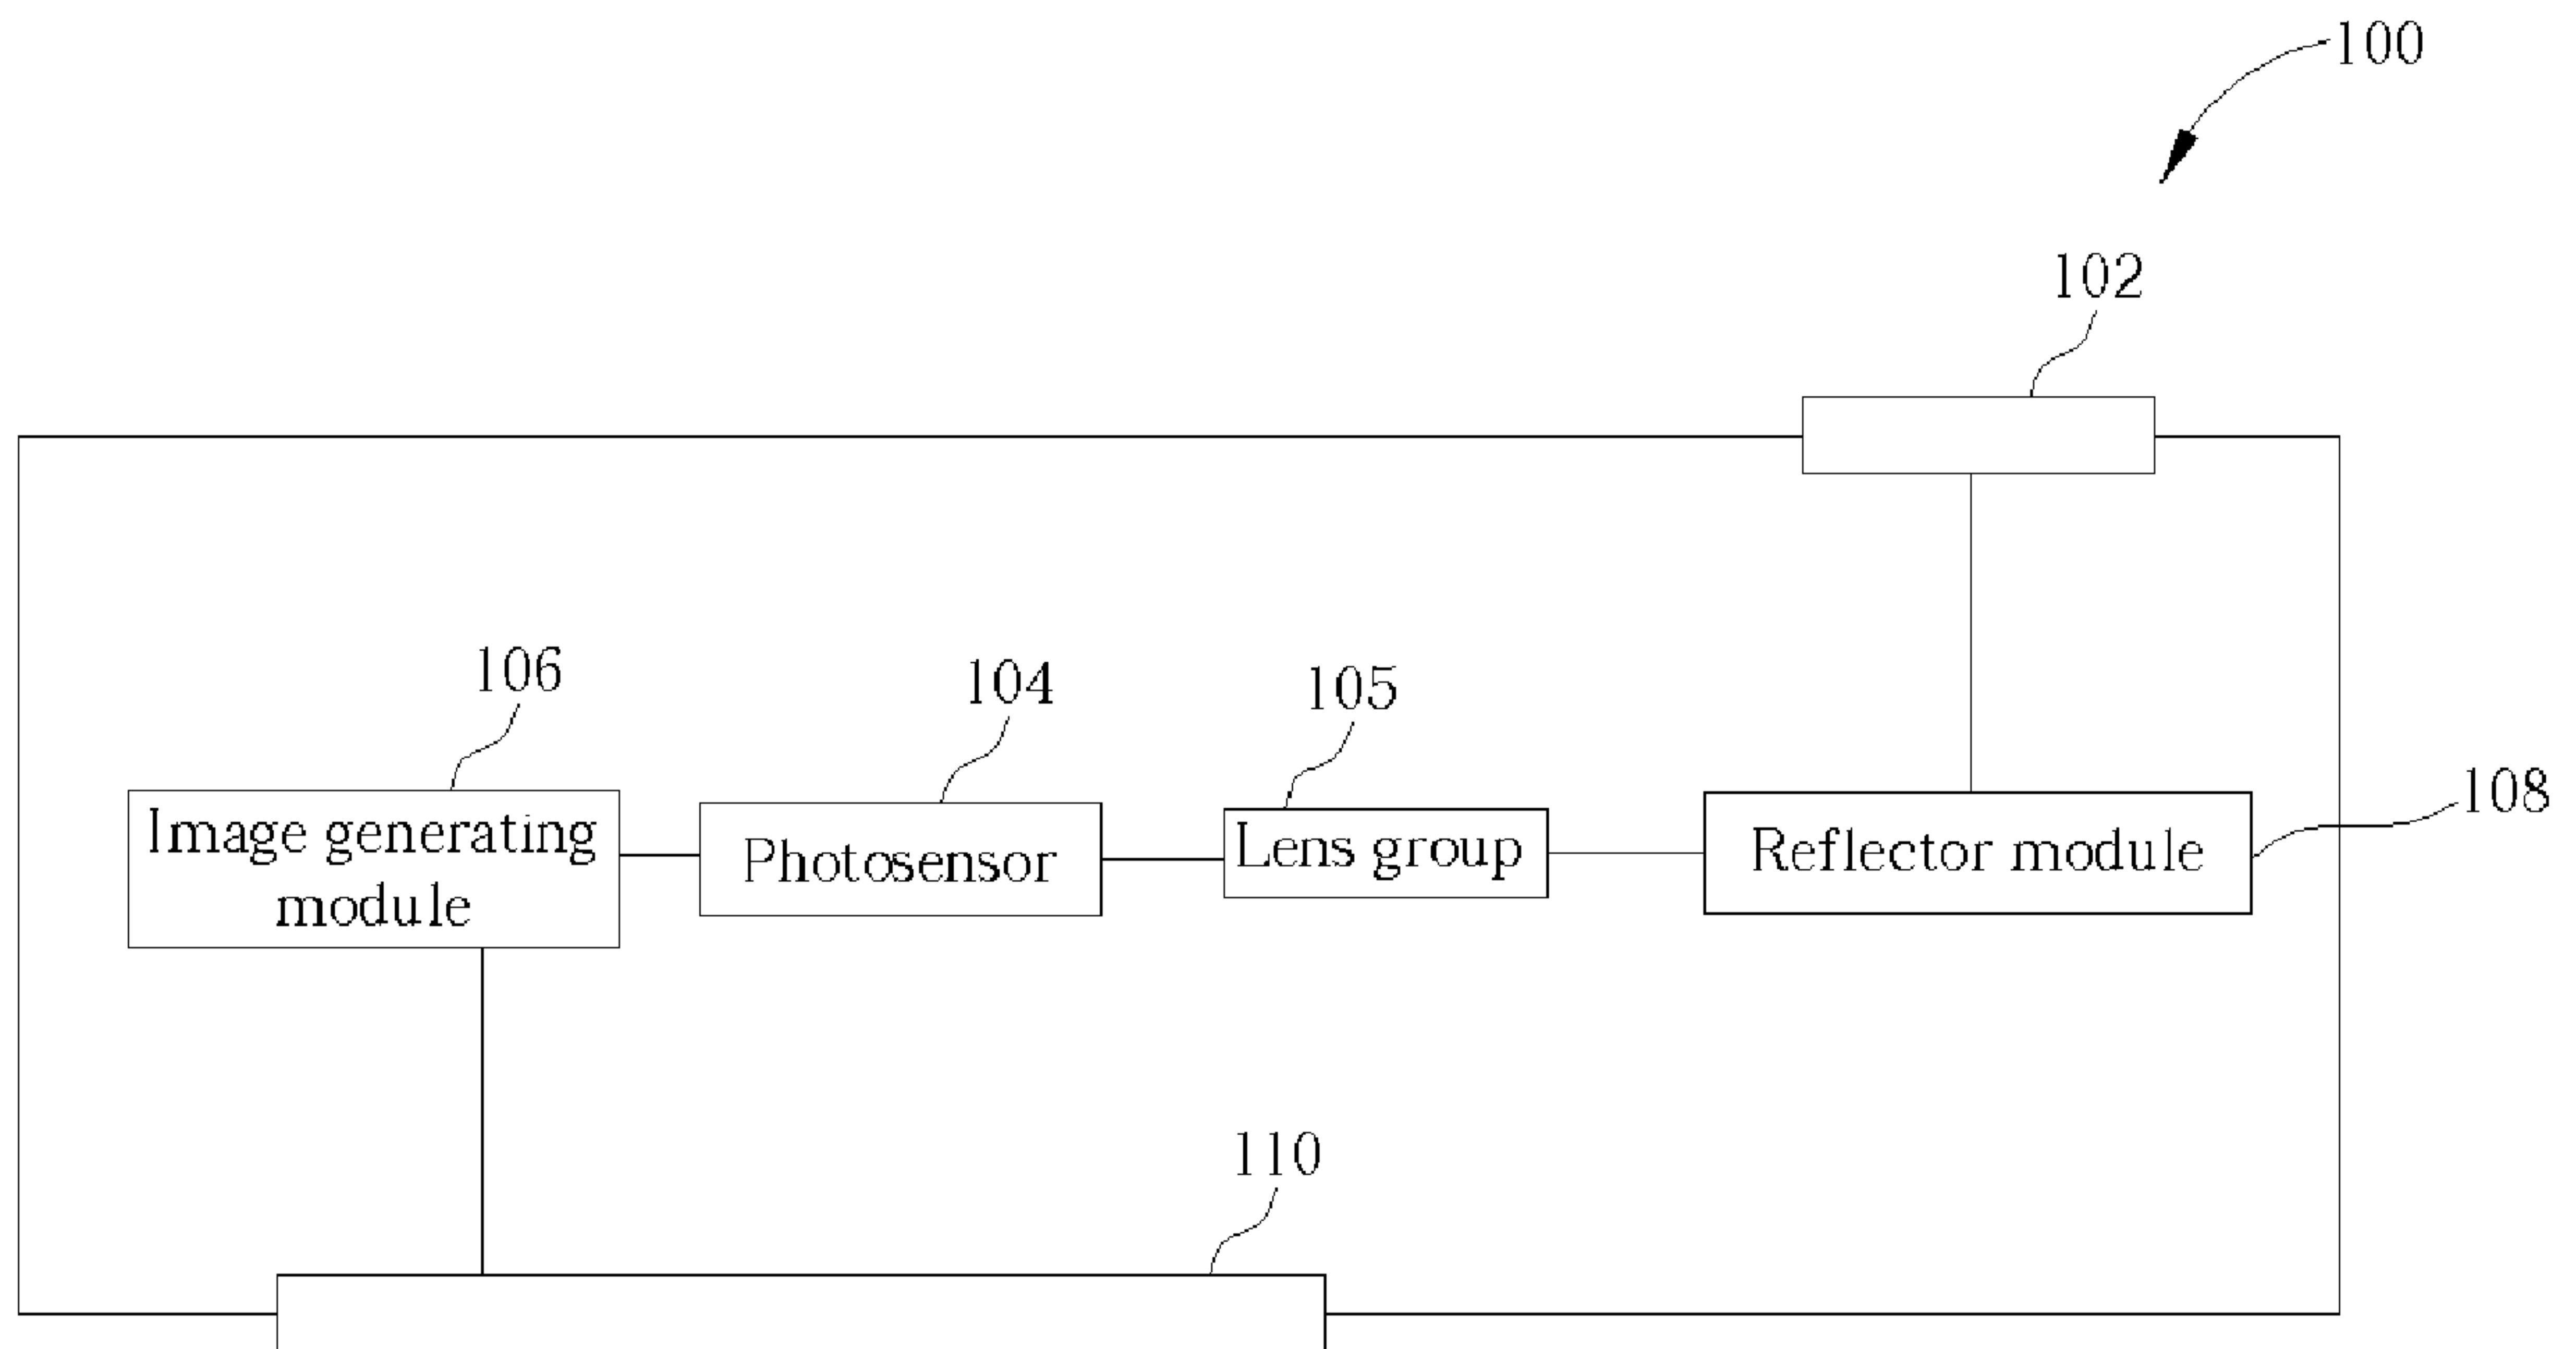 100
102
106
104
105
108
Image generating
module
Photosensor
Lens group
Reflector module
110